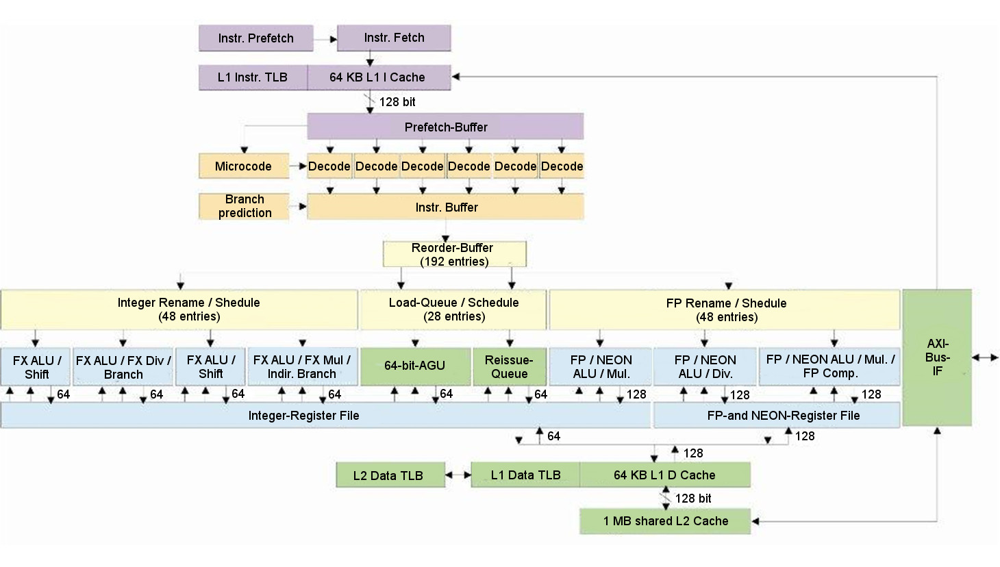 Instr. Prefetch
Instr. Fetch
L1 Instr. TLB
64 KB L1 I Cache
128 bit
Prefetch-Buffer
Microcode
Decode
Decode
Decode
Decode
Decode
Decode
Branch
prediction
Instr. Buffer
Reorder-Buffer
(192 entries)
Integer Rename / Shedule
(48 entries)
Load-Queue / Schedule
(28 entries)
FP Rename / Shedule
(48 entries)
AXI-
Bus-
IF
FX ALU /
Shift
FX ALU / FX Div /
Branch
FX ALU /
Shift
FX ALU / FX Mul /
Indir. Branch
64-bit-AGU
Reissue-
Queue
FP / NEON
ALU / Mul.
FP / NEON
ALU / Div.
FP / NEON ALU / Mul. /
FP Comp.
64
64
64
64
64
64
128
128
128
Integer-Register File
FP-and NEON-Register File
64
128
128
L2 Data TLB
L1 Data TLB
64 KB L1 D Cache
128 bit
1 MB shared L2 Cache